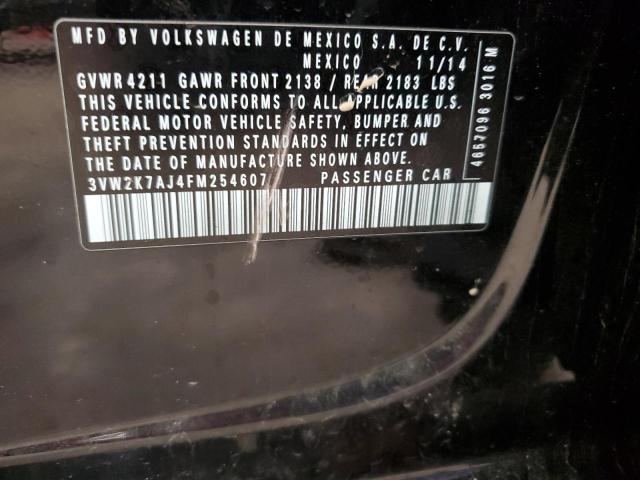 MFD BY VOLKSWAGEN DE MEXICO S.A. DE C.V.
MEXICO 11/14
GVWR 4211 GAWR FRONT 2138 / REAR 2183 LBS
THIS VEHICLE CONFORMS TO ALL APPLICABLE U.S.
FEDERAL MOTOR VEHICLE SAFETY, BUMPER AND
THEFT PREVENTION STANDARDS IN EFFECT ON
THE DATE OF MANUFACTURE SHOWN ABOVE.
3VW2K7AJ4FM254607 PASSENGER CAR
4657096 3016 M